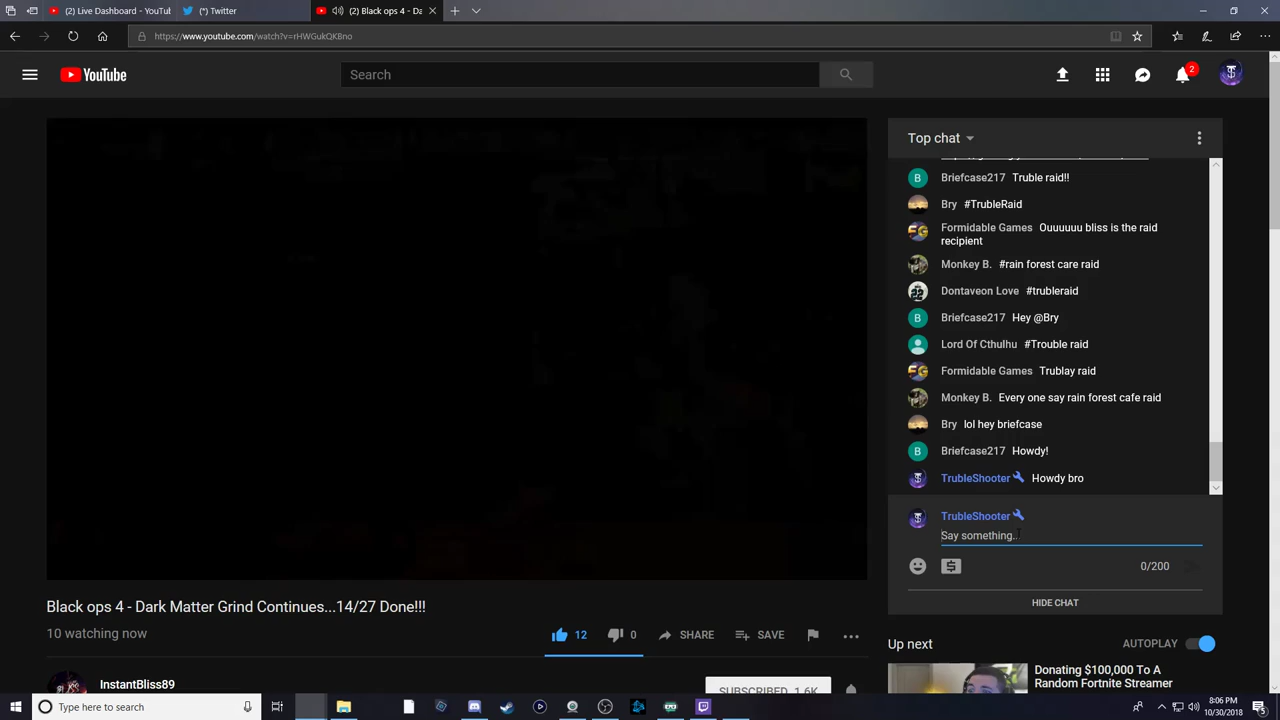 (2) Live Dashboard - YouTul
(*) Twitter
(2) Black ops 4 - Da
https://www.youtube.com/watch?v=rHWGukQKBno
YouTube
Search
2
Top chat
Briefcase217 Truble raid!!
Bry #TrubleRaid
Formidable Games Ouuuuuu bliss is the raid
recipient
Monkey B. #rain forest care raid
Dontaveon Love #trubleraid
Briefcase217 Hey @Bry
Lord Of Cthulhu #Trouble raid
Formidable Games Trublay raid
Monkey B. Every one say rain forest cafe raid
Bry lol hey briefcase
Briefcase217 Howdy!
TrubleShooter Howdy bro
TrubleShooter
Say something...
0/200
HIDE CHAT
Black ops 4 - Dark Matter Grind Continues...14/27 Done!!!
10 watching now
12
0
SHARE
SAVE
Up next
AUTOPLAY
InstantBliss89
SUBSCRIBED 1.6K
Donating $100,000 To A
Random Fortnite Streamer
Type here to search
8:06 PM
10/30/2018